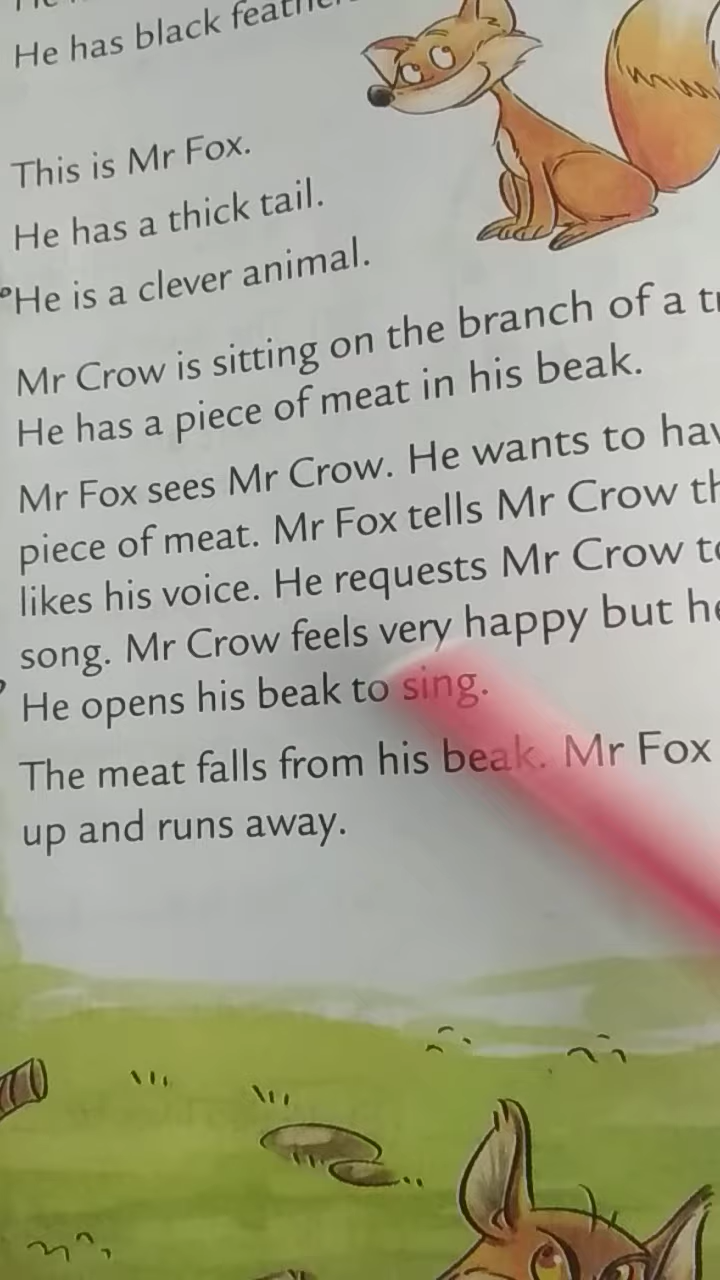 He has black
This is Mr Fox.
He has a thick tail.
He is a clever animal.
Mr Crow is sitting on the branch of a
He has a piece of meat in his beak.
Mr Fox sees Mr Crow. He wants to
piece of meat. Mr Fox tells Mr Crow
likes his voice. He requests Mr Crow
song. Mr Crow feels very happy but
He opens his beak to sing.
The meat falls from his beak. Mr Fox
up and runs away.